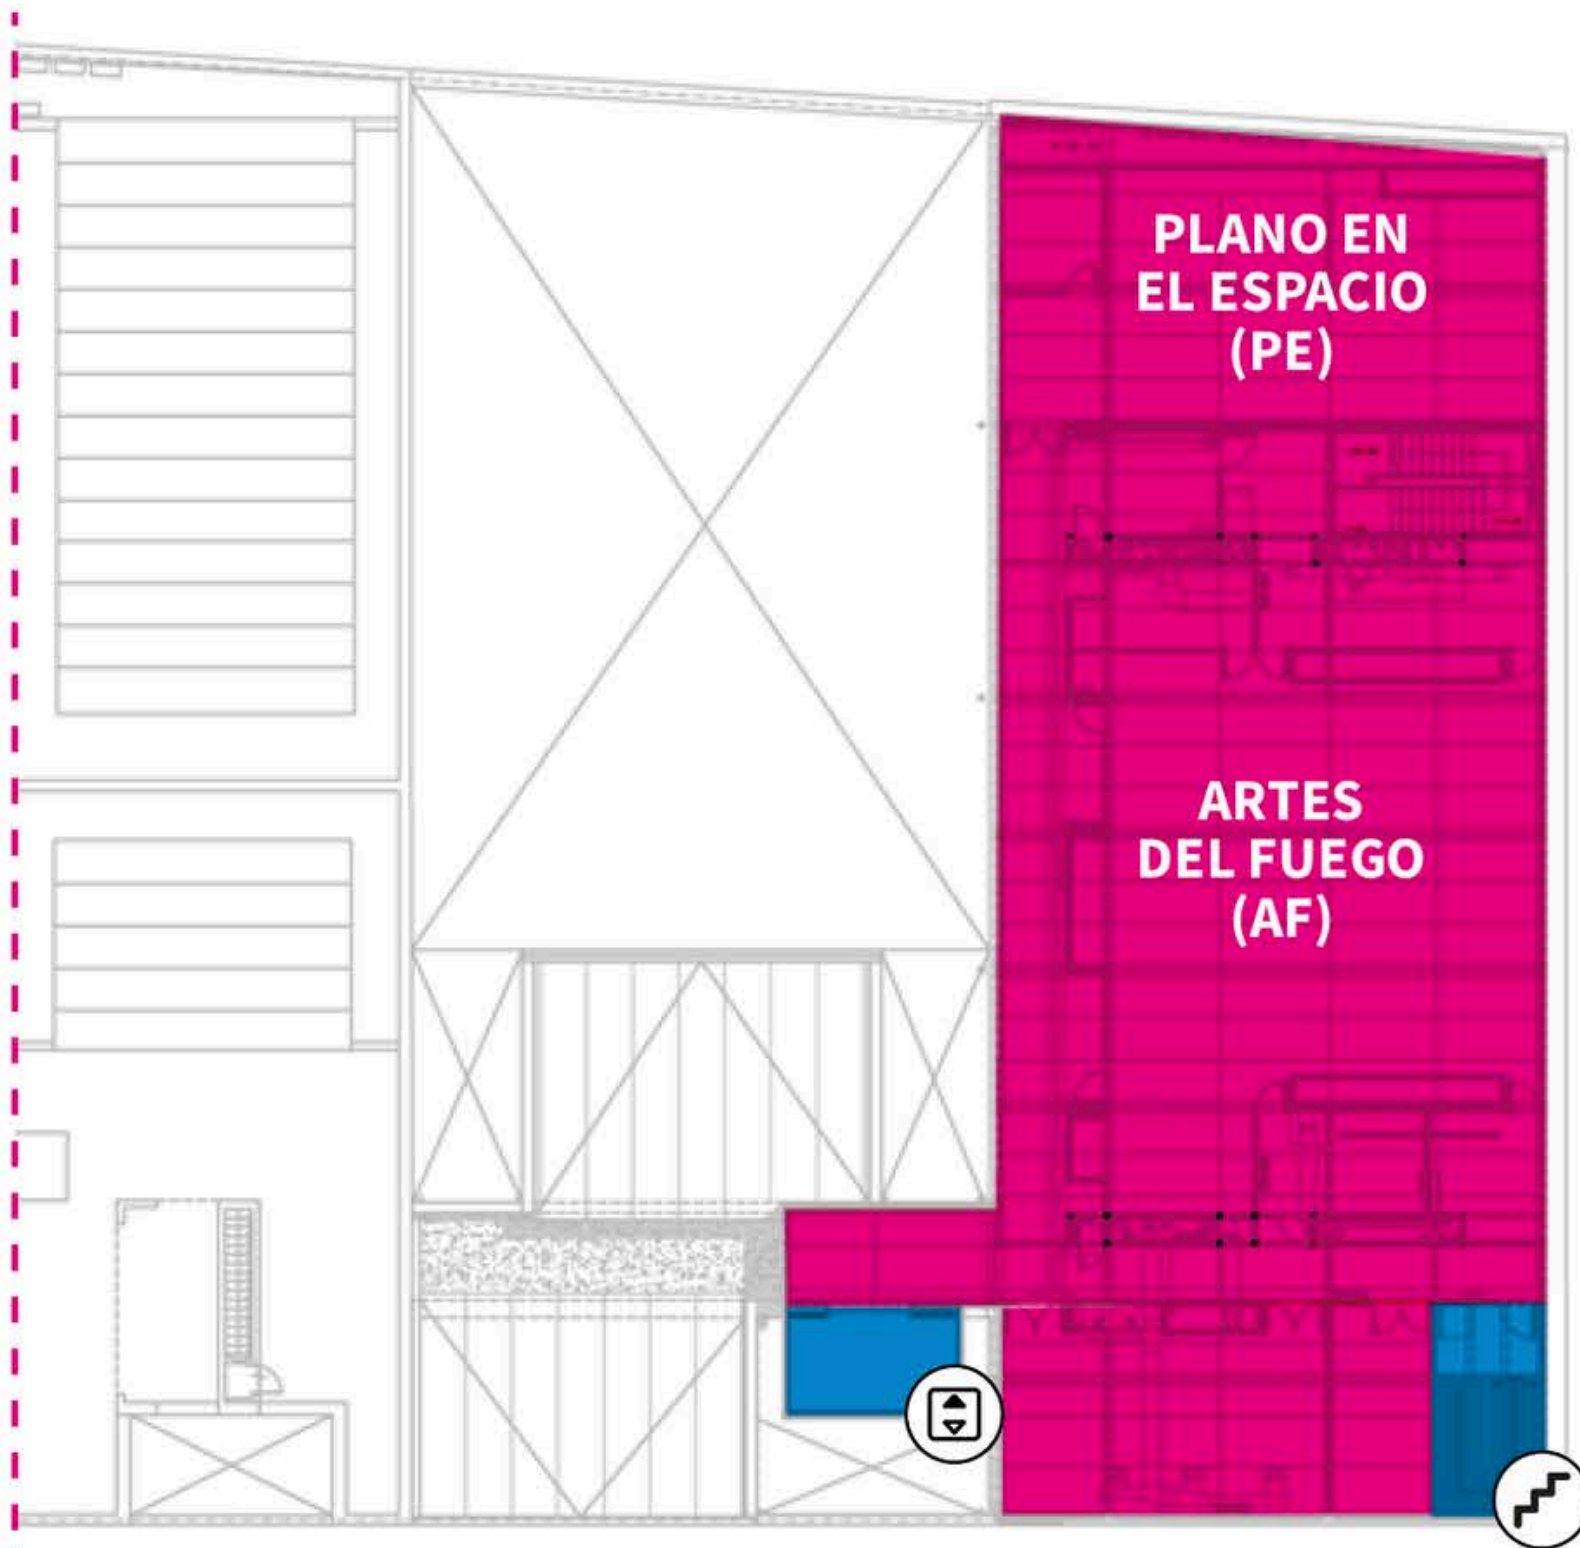 PLANO EN
EL ESPACIO
(PE)
ARTES
DEL FUEGO
(AF)